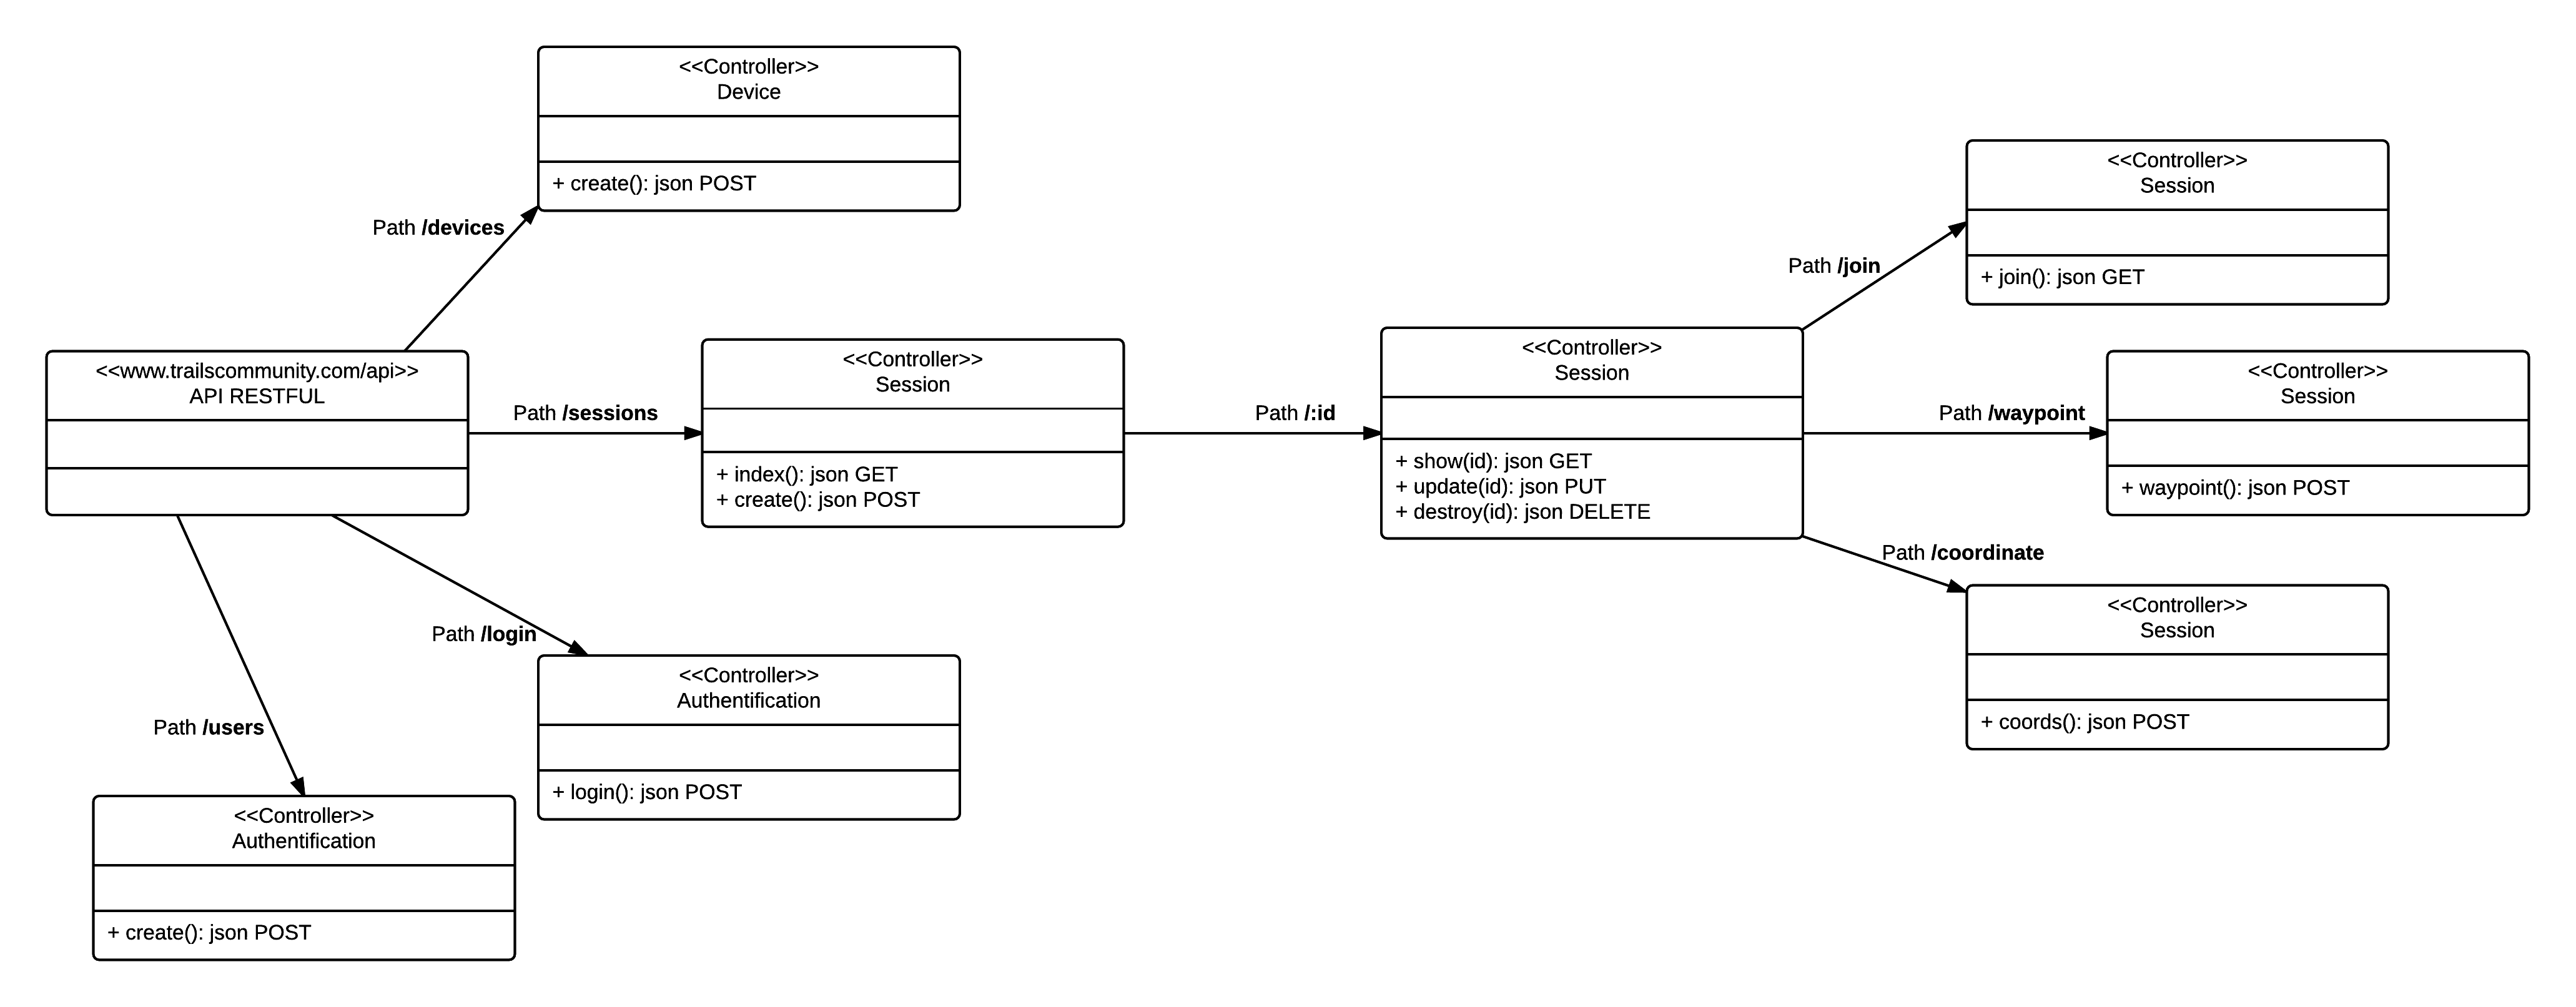 <<Controller>>
Device
+ create(): json POST
Path /devices
<<www.trailscommunity.com/api>>
API RESTFUL
Path /sessions
<<Controller>>
Session
+ index(): json GET
+ create(): json POST
Path /:id
<<Controller>>
Session
+ show(id): json GET
+ update(id): json PUT
+ destroy(id): json DELETE
Path /join
<<Controller>>
Session
+ join(): json GET
Path /waypoint
<<Controller>>
Session
+ waypoint(): json POST
Path /coordinate
<<Controller>>
Session
+ coords(): json POST
Path /login
<<Controller>>
Authentification
+ login(): json POST
Path /users
<<Controller>>
Authentification
+ create(): json POST